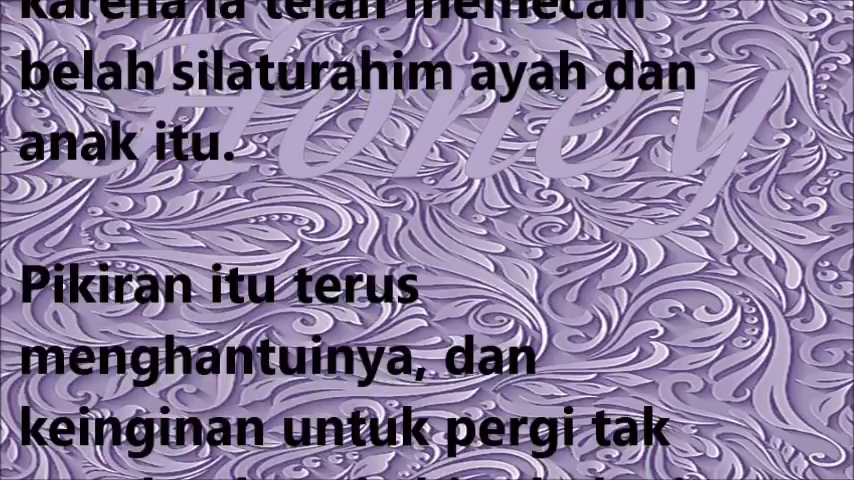 karena ia telah memecah
belah silaturahim ayah dan
anak itu.
Honey
Pikiran itu terus
menghantuinya, dan
keinginan untuk pergi tak